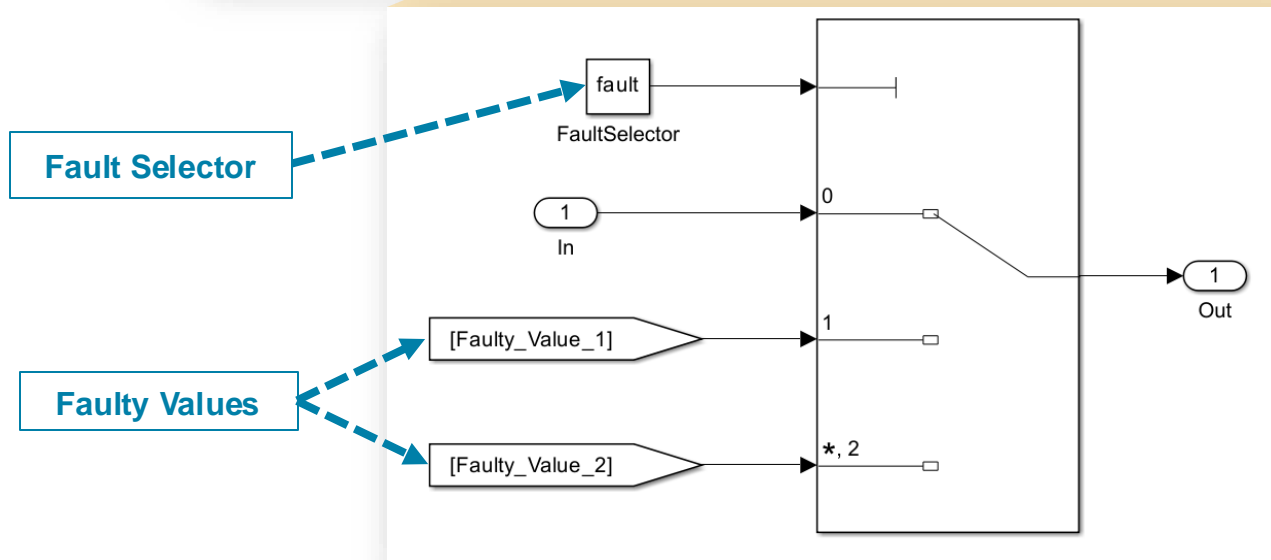 fault
FaultSelector
Fault Selector
0
1
In
1
Out
[Faulty_Value_1]
1
Faulty Values
[Faulty_Value_2]
*, 2